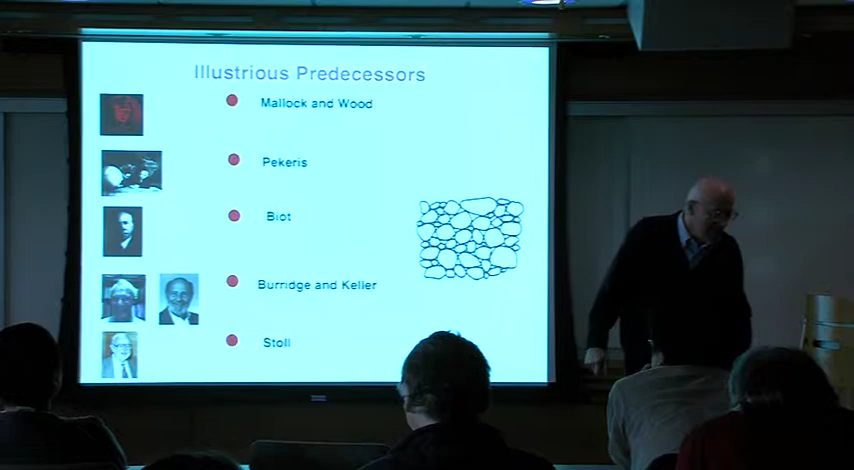 Illustrious Predecessors
Mallock and Wood
Pekeris
Biot
Burridge and Keller
Stoll